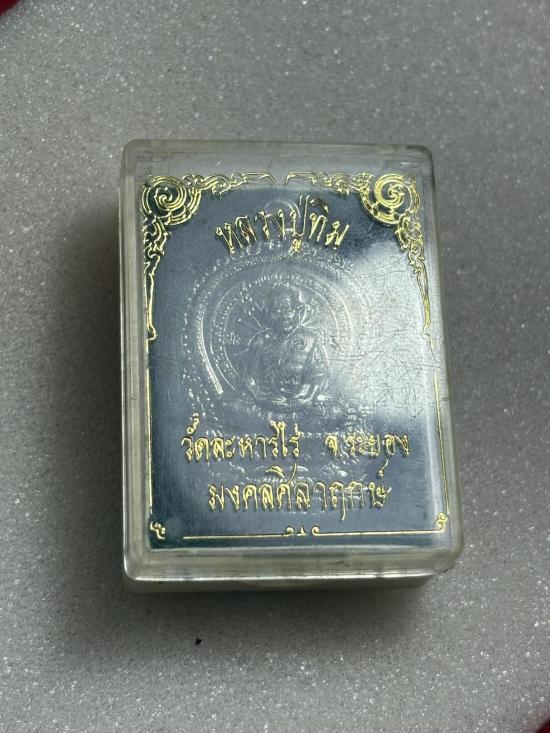 หลวงปู่ทิม
วัดละหารไร่ จ.ระยอง
มงคลศิลาฤกษ์